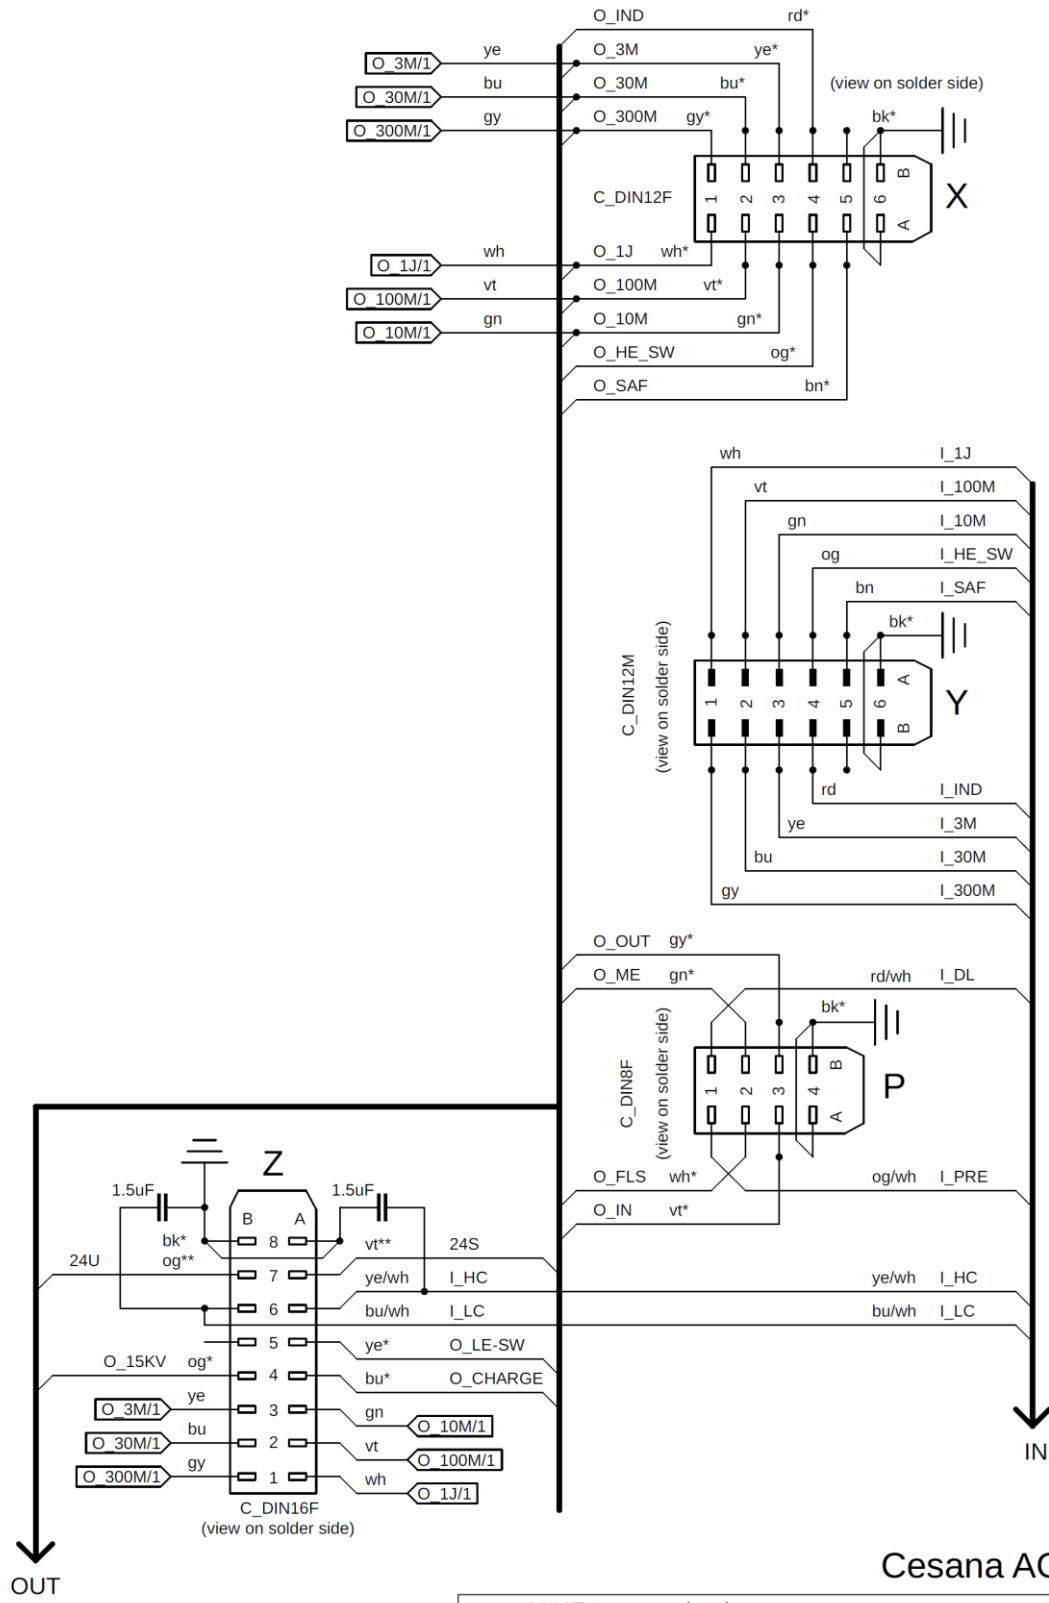 O_IND rd*
ye O_3M ye*
O_3M/1
bu O_30M bu* (view on solder side)
O_30M/1
gy O_300M gy* bk*
O_300M/1
B
C_DIN12F 1 2 3 4 5 6 X
A
wh O_1J wh*
O_1J/1
vt O_100M vt*
O_100M/1
gn O_10M gn*
O_10M/1
O_HE_SW og*
O_SAF bn*
wh I_1J
vt I_100M
gn I_10M
og I_HE_SW
bn I_SAF
bk*
C_DIN12M
(view on solder side)
A
1 2 3 4 5 6 Y
B
rd I_IND
ye I_3M
bu I_30M
gy I_300M
O_OUT gy*
O_ME gn* rd/wh I_DL
bk*
C_DIN8F
(view on solder side)
B
1 2 3 4 P
A
O_FLS wh* og/wh I_PRE
O_IN vt*
Z
1.5uF 1.5uF
B A
bk* 8 vt** 24S
24U og** 7 ye/wh I_HC ye/wh I_HC
6 bu/wh I_LC bu/wh I_LC
5 ye* O_LE-SW
O_15KV og* 4 bu* O_CHARGE
ye 3 gn
O_3M/1 O_10M/1
bu 2 vt
O_30M/1 O_100M/1
gy 1 wh
O_300M/1 O_1J/1
C_DIN16F
(view on solder side)
IN
OUT
Cesana AC